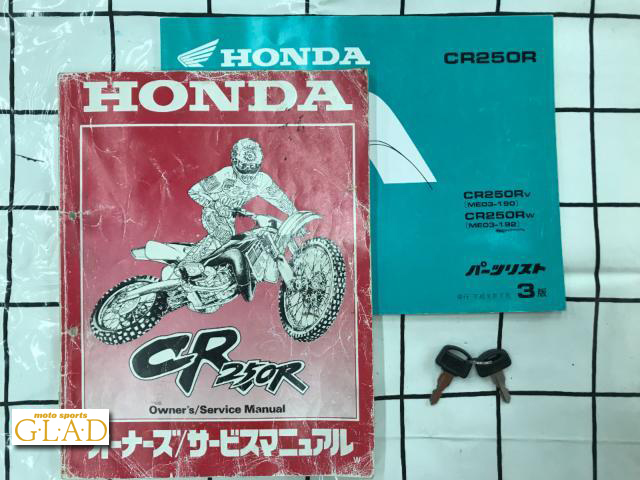 HONDA
CR250R
CR250RV
[ME03-190]
CR250RW
[ME03-192]
パーツリスト
3版
HONDA
CR250R
Owner's/Service Manual
オーナーズ/サービスマニュアル
W
moto sports
G.L.A.D